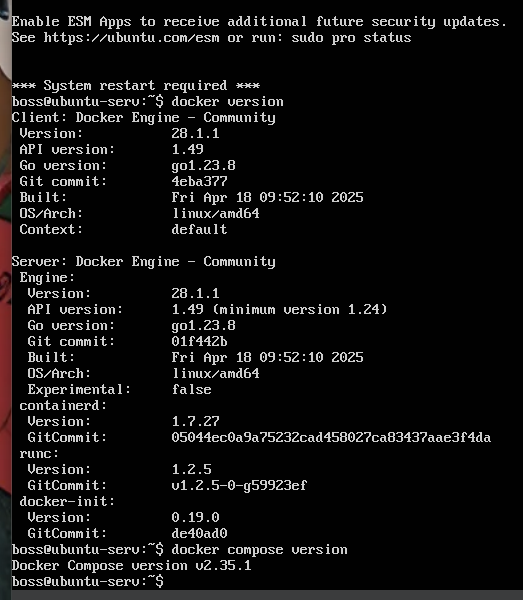 Enable ESM Apps to receive additional future security updates.
See https://ubuntu.com/esm or run: sudo pro status
*** System restart required ***
boss@ubuntu-serv:~$ docker version
Client: Docker Engine - Community
Version: 28.1.1
API version: 1.49
Go version: go1.23.8
Git commit: 4eba377
Built: Fri Apr 18 09:52:10 2025
OS/Arch: linux/amd64
Context: default
Server: Docker Engine - Community
Engine:
Version: 28.1.1
API version: 1.49 (minimum version 1.24)
Go version: go1.23.8
Git commit: 01f442b
Built: Fri Apr 18 09:52:10 2025
OS/Arch: linux/amd64
Experimental: false
containerd:
Version: 1.7.27
GitCommit: 05044ec0a9a75232cad458027ca83437aae3f4da
runc:
Version: 1.2.5
GitCommit: v1.2.5-0-g59923ef
docker-init:
Version: 0.19.0
GitCommit: de40ad0
boss@ubuntu-serv:~$ docker compose version
Docker Compose version v2.35.1
boss@ubuntu-serv:~$